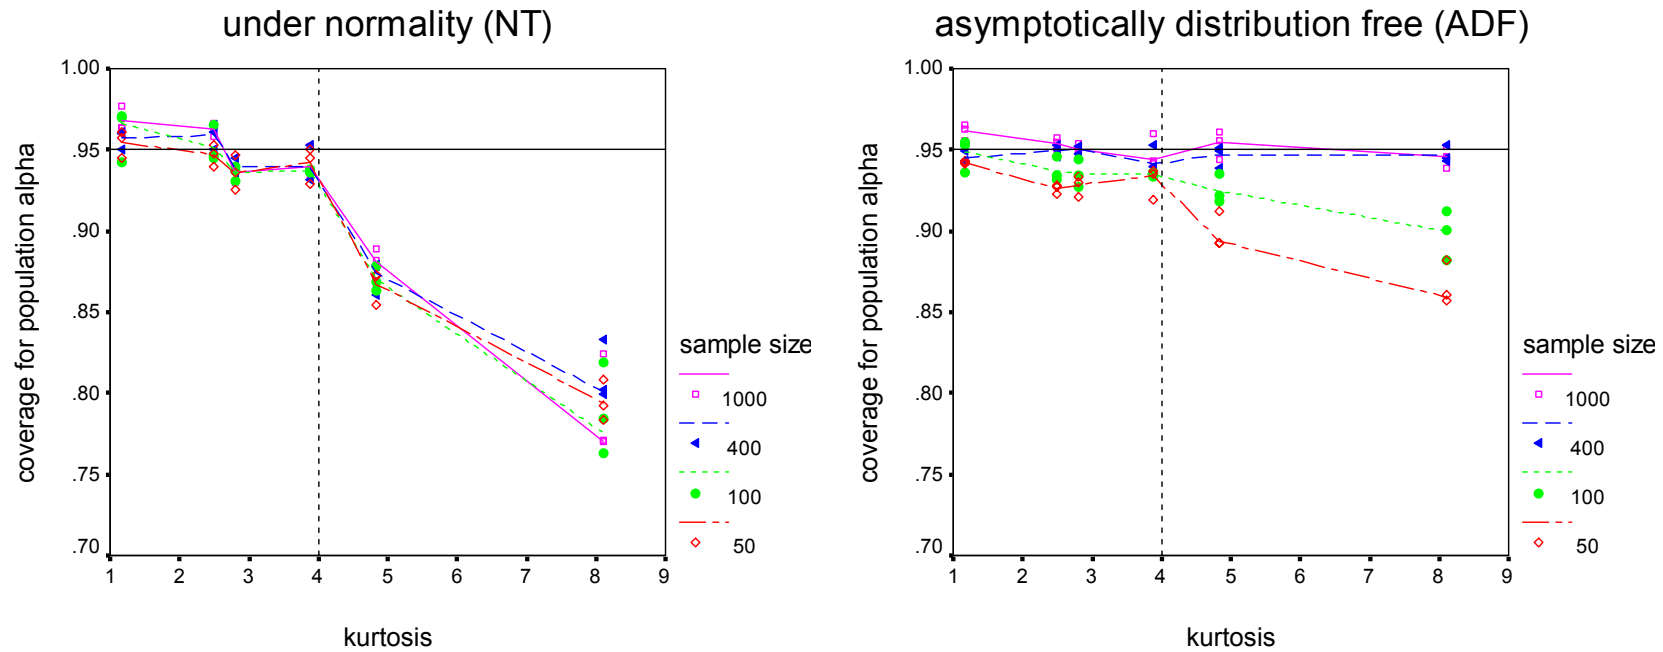 under normality (NT)
1.00
.95
.90
.85
.80
.75
.70
coverage for population alpha
1 2 3 4 5 6 7 8 9
kurtosis
sample size
1000
400
100
50
asymptotically distribution free (ADF)
1.00
.95
.90
.85
.80
.75
.70
coverage for population alpha
1 2 3 4 5 6 7 8 9
kurtosis
sample size
1000
400
100
50